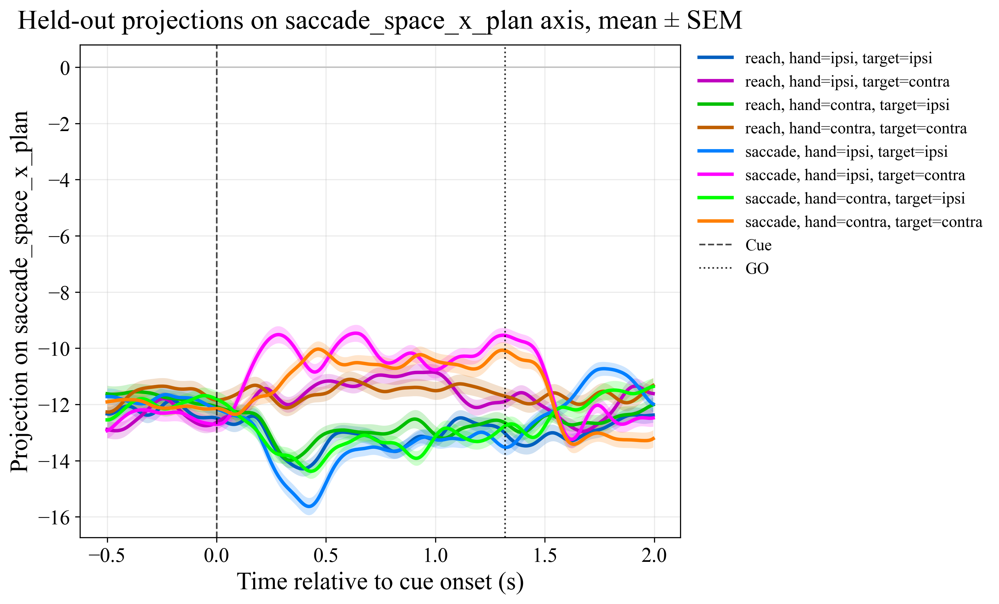 Held-out projections on saccade_space_x_plan axis, mean ± SEM
Projection on saccade_space_x_plan
0
−2
−4
−6
−8
−10
−12
−14
−16
−0.5
0.0
0.5
1.0
1.5
2.0
Time relative to cue onset (s)
reach, hand=ipsi, target=ipsi
reach, hand=ipsi, target=contra
reach, hand=contra, target=ipsi
reach, hand=contra, target=contra
saccade, hand=ipsi, target=ipsi
saccade, hand=ipsi, target=contra
saccade, hand=contra, target=ipsi
saccade, hand=contra, target=contra
Cue
GO